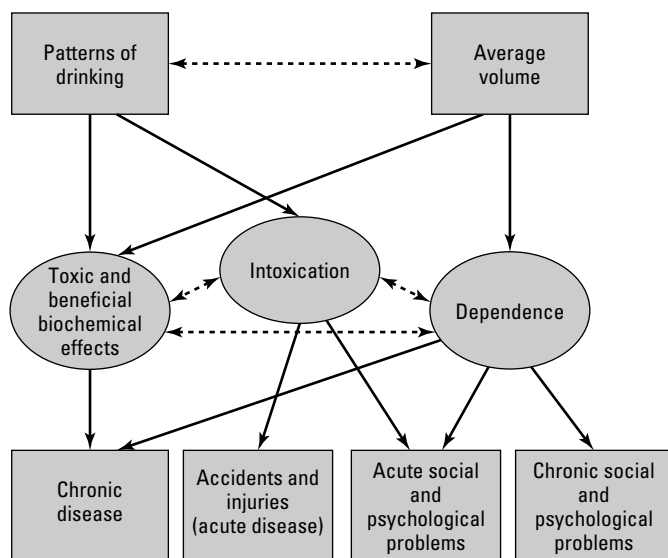 Patterns of
drinking
Average
volume
Toxic and
beneficial
biochemical
effects
Intoxication
Dependence
Chronic
disease
Accidents and
injuries
(acute disease)
Acute social
and
psychological
problems
Chronic social
and
psychological
problems